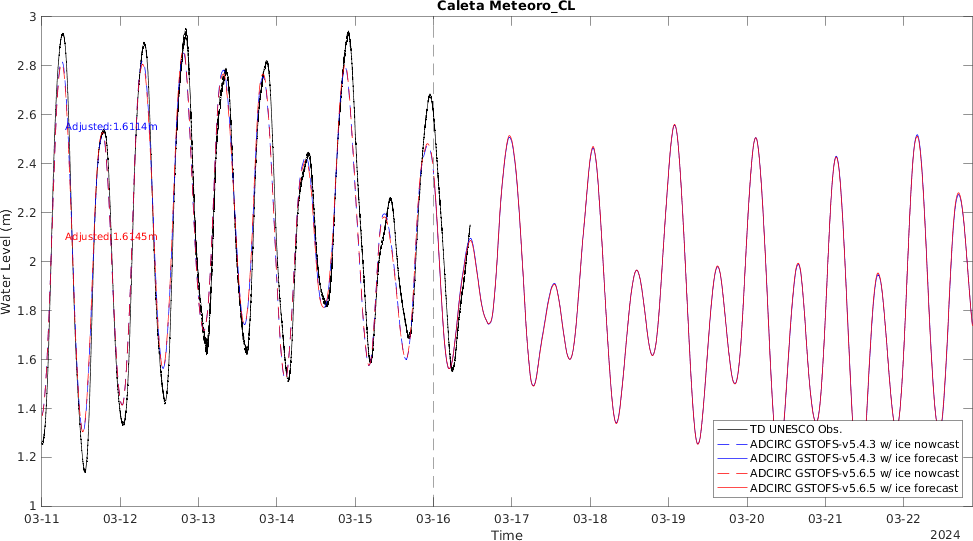 Caleta Meteoro_CL
3
2.8
2.6
2.4
2.2
2
1.8
1.6
1.4
1.2
1
Water Level (m)
Adjusted:1.6114m
Adjusted:1.6145m
TD UNESCO Obs.
ADCIRC GSTOFS-v5.4.3 w/ ice nowcast
ADCIRC GSTOFS-v5.4.3 w/ ice forecast
ADCIRC GSTOFS-v5.6.5 w/ ice nowcast
ADCIRC GSTOFS-v5.6.5 w/ ice forecast
03-11 03-12 03-13 03-14 03-15 03-16 03-17 03-18 03-19 03-20 03-21 03-22
Time
2024